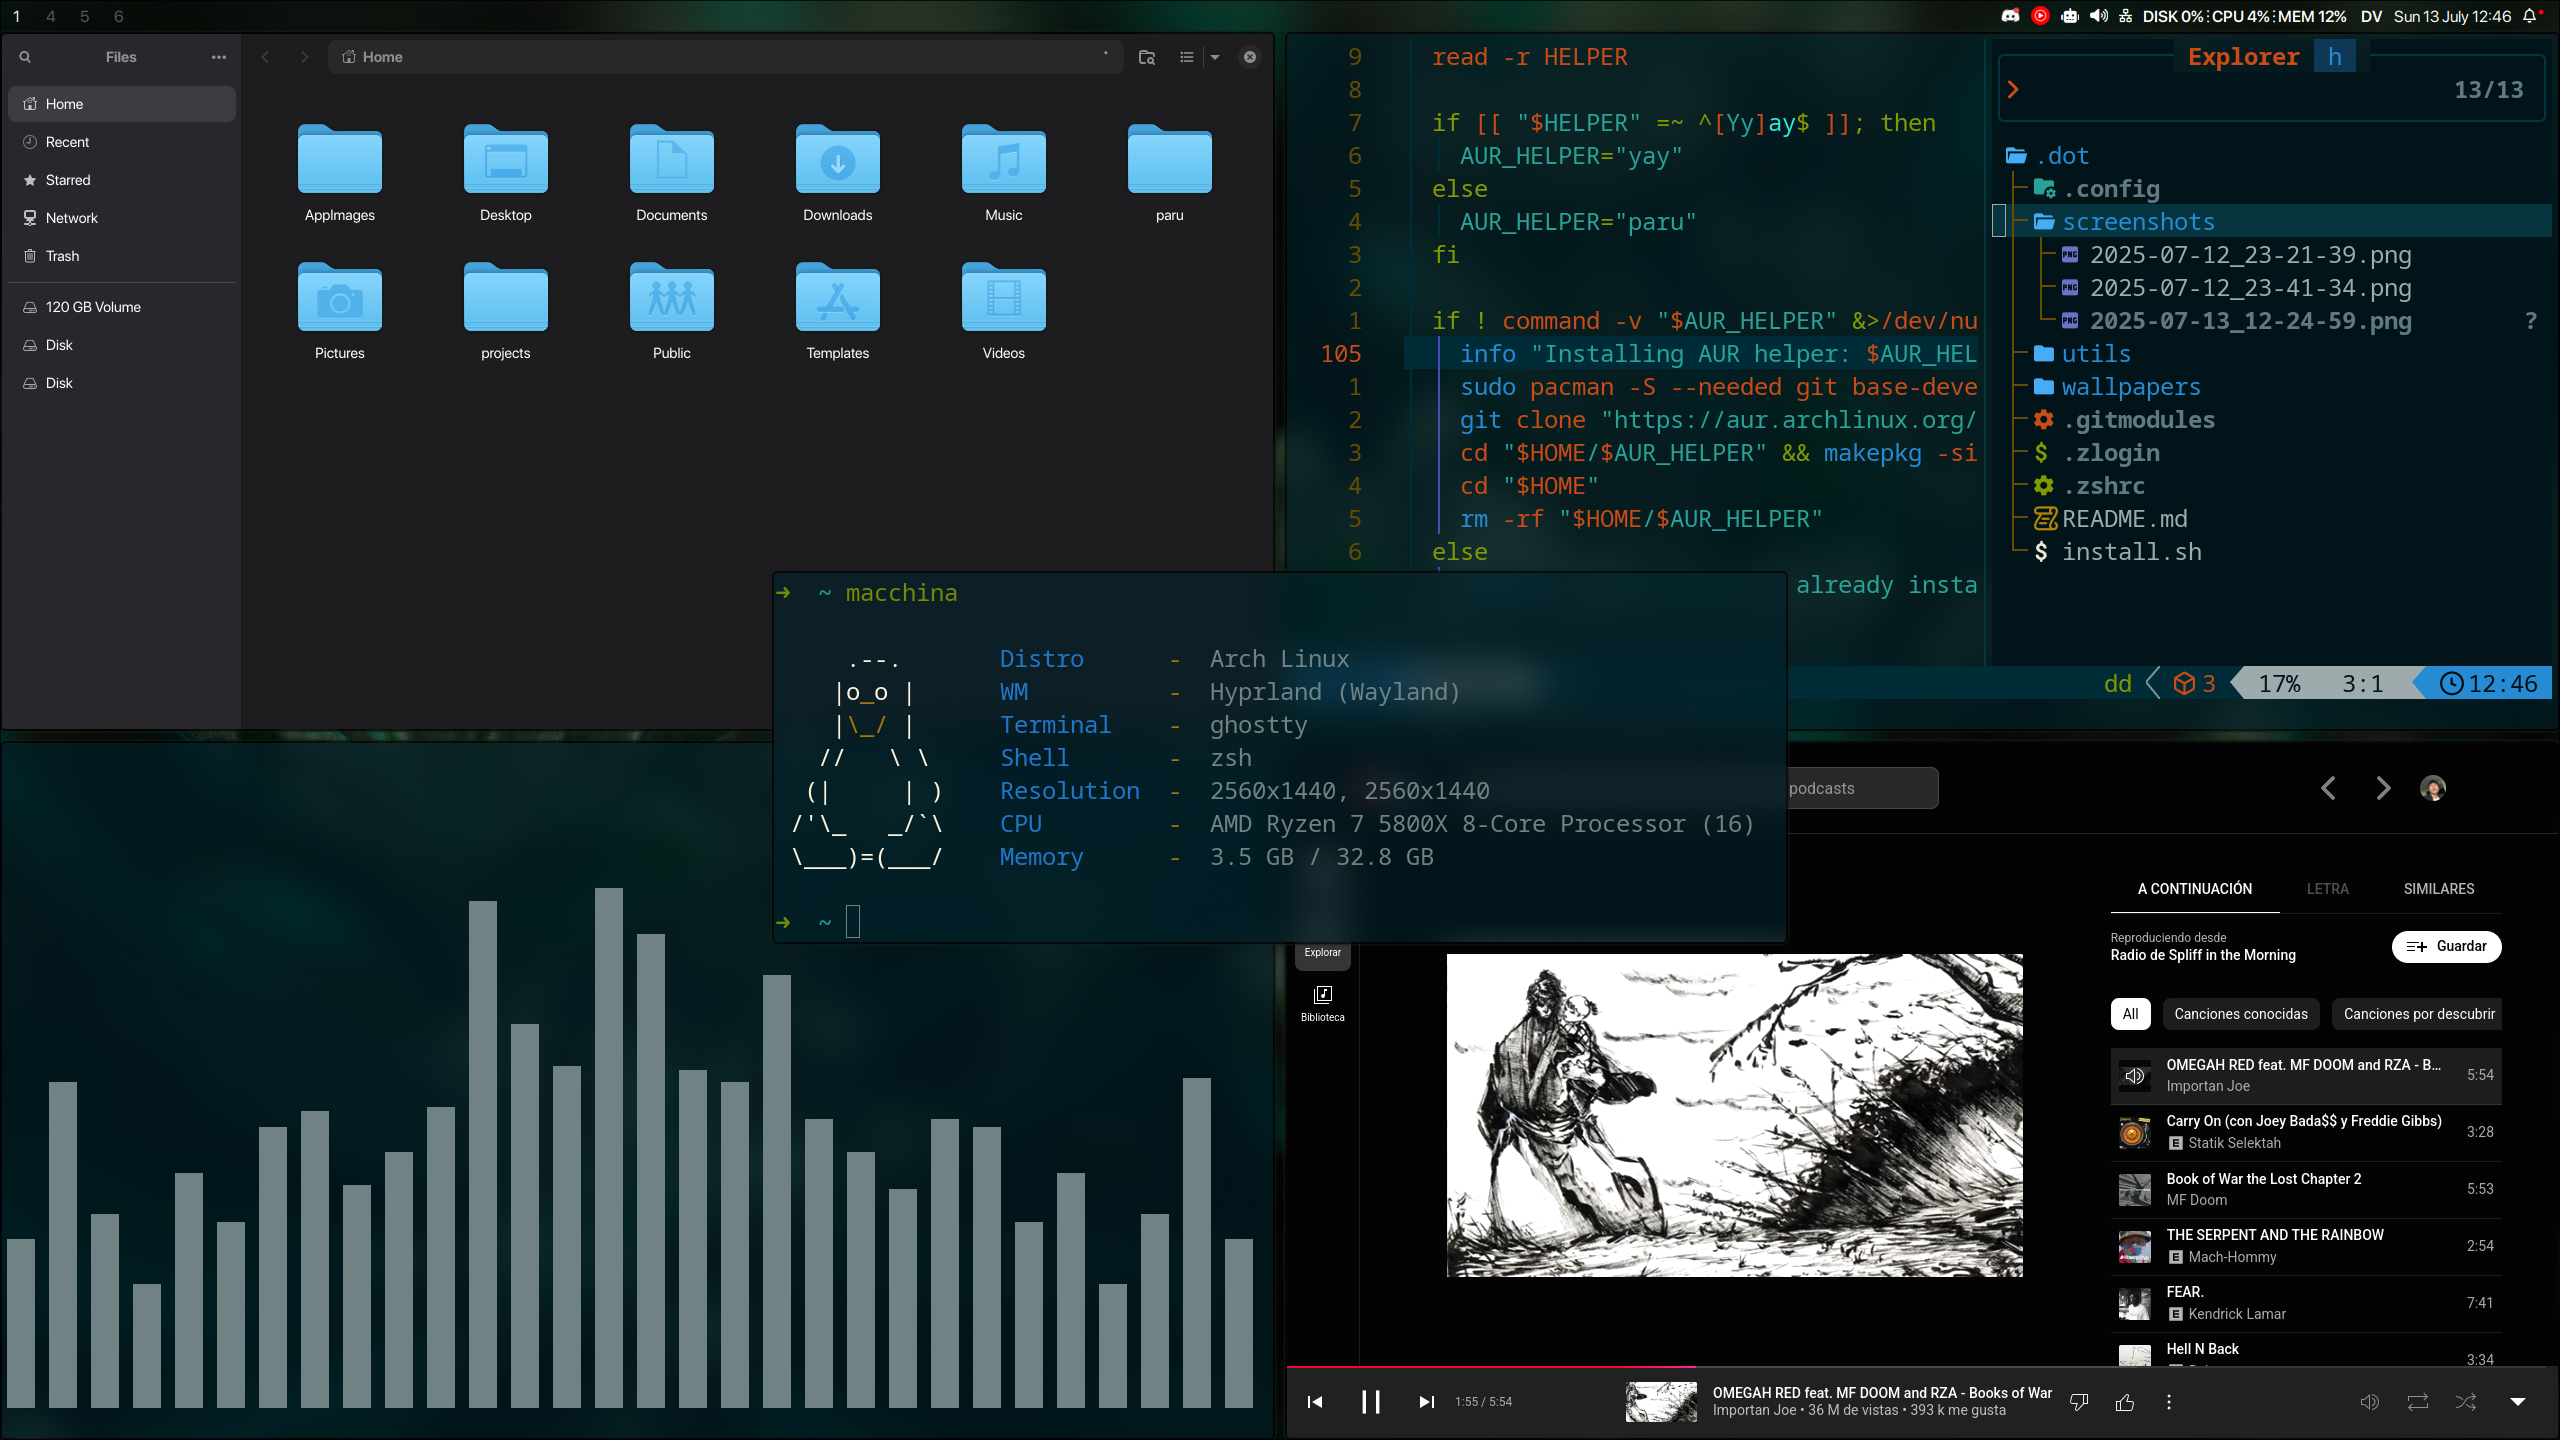 1 4 5 6
DISK 0% ⋮ CPU 4% ⋮ MEM 12% DV Sun 13 July 12:46
Files
Home
Home
Recent
Starred
Network
Trash
120 GB Volume
Disk
Disk
AppImages Desktop Documents Downloads Music paru
Pictures projects Public Templates Videos
9 read -r HELPER
8
7 if [[ "$HELPER" =~ ^[Yy]ay$ ]]; then
6 AUR_HELPER="yay"
5 else
4 AUR_HELPER="paru"
3 fi
2
1 if ! command -v "$AUR_HELPER" &>/dev/nu
105 info "Installing AUR helper: $AUR_HEL
1 sudo pacman -S --needed git base-deve
2 git clone "https://aur.archlinux.org/
3 cd "$HOME/$AUR_HELPER" && makepkg -si
4 cd "$HOME"
5 rm -rf "$HOME/$AUR_HELPER"
6 else
already insta
Explorer h
13/13
.dot
.config
screenshots
2025-07-12_23-21-39.png
2025-07-12_23-41-34.png
2025-07-13_12-24-59.png ?
utils
wallpapers
.gitmodules
.zlogin
.zshrc
README.md
install.sh
dd 3 17% 3:1 12:46
➜ ~ macchina
.--.
|o_o |
|\_/ |
// \ \
(| | )
/'\_ _/`\
\___)=(___/
Distro - Arch Linux
WM - Hyprland (Wayland)
Terminal - ghostty
Shell - zsh
Resolution - 2560x1440, 2560x1440
CPU - AMD Ryzen 7 5800X 8-Core Processor (16)
Memory - 3.5 GB / 32.8 GB
➜ ~
podcasts
Explorar
Biblioteca
A CONTINUACIÓN LETRA SIMILARES
Reproduciendo desde
Radio de Spliff in the Morning
Guardar
All Canciones conocidas Canciones por descubrir
OMEGAH RED feat. MF DOOM and RZA - B... 5:54
Importan Joe
Carry On (con Joey Bada$$ y Freddie Gibbs) 3:28
E Statik Selektah
Book of War the Lost Chapter 2 5:53
MF Doom
THE SERPENT AND THE RAINBOW 2:54
E Mach-Hommy
FEAR. 7:41
E Kendrick Lamar
Hell N Back 3:34
1:55 / 5:54
OMEGAH RED feat. MF DOOM and RZA - Books of War
Importan Joe • 36 M de vistas • 393 k me gusta